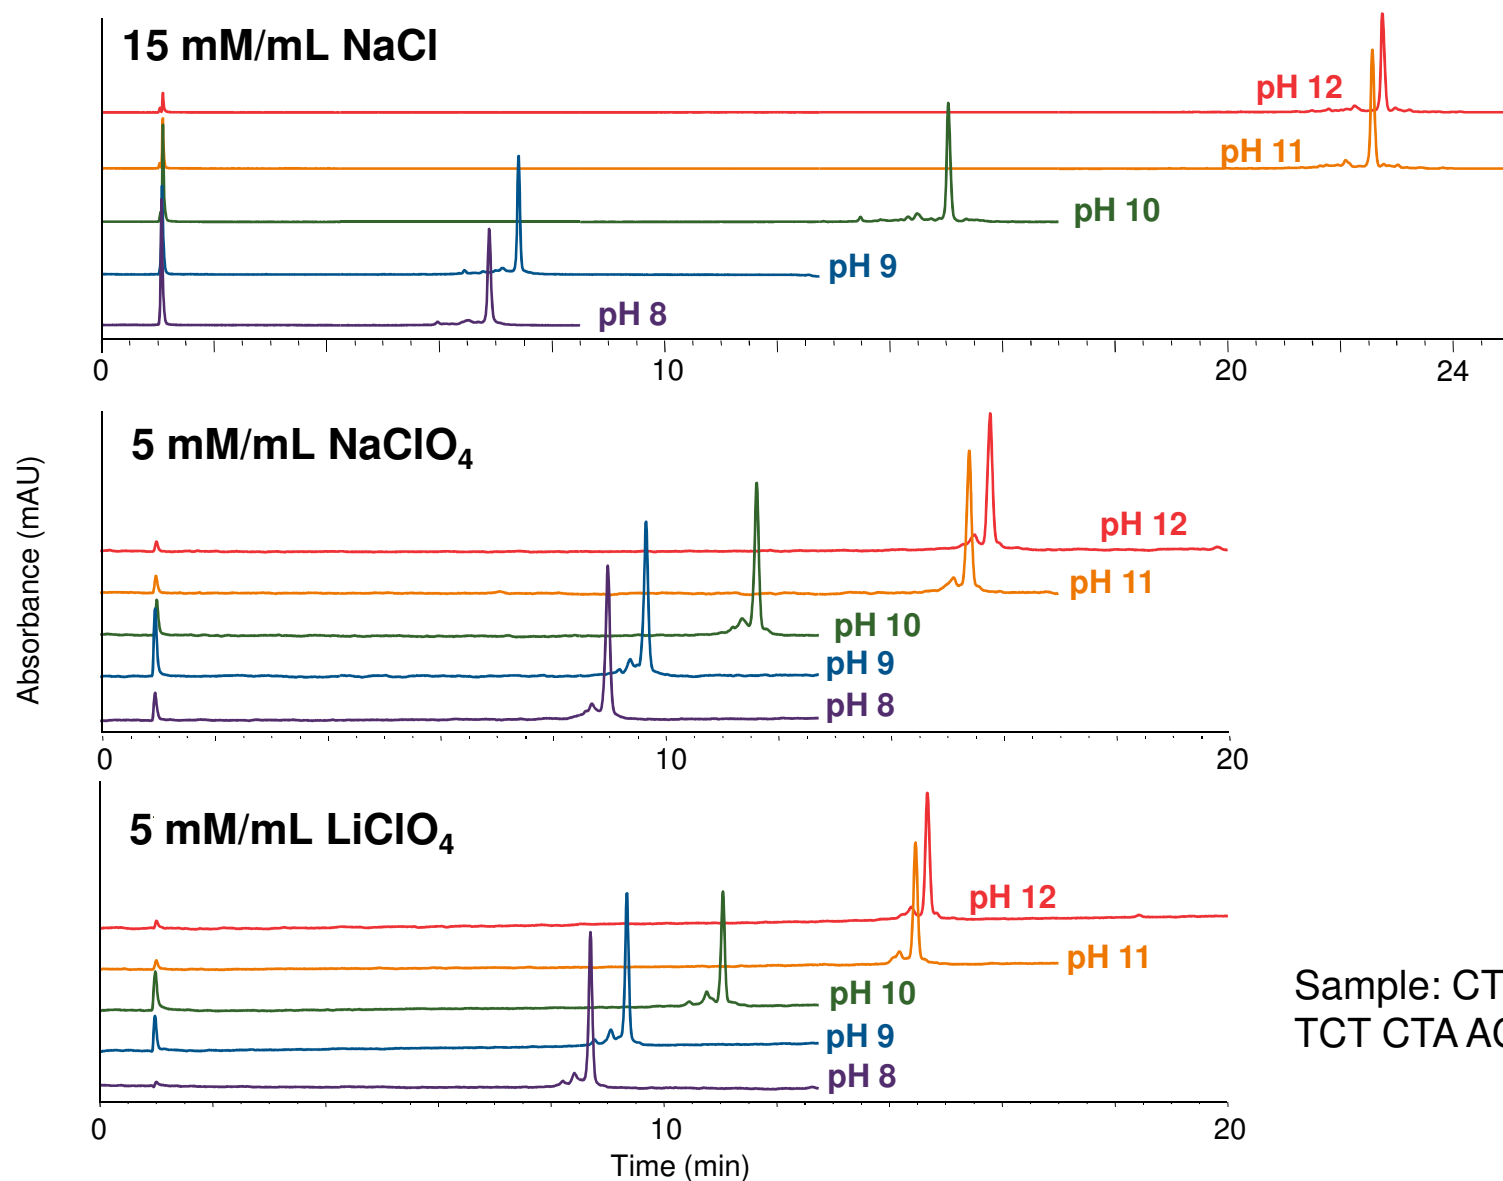 15 mM/mL NaCl
pH 12
pH 11
pH 10
pH 9
pH 8
0 10 20 24
Absorbance (mAU)
5 mM/mL NaClO₄
pH 12
pH 11
pH 10
pH 9
pH 8
0 10 20
5 mM/mL LiClO₄
pH 12
pH 11
pH 10
pH 9
pH 8
0 10 20
Time (min)
Sample: CT
TCT CTA AC